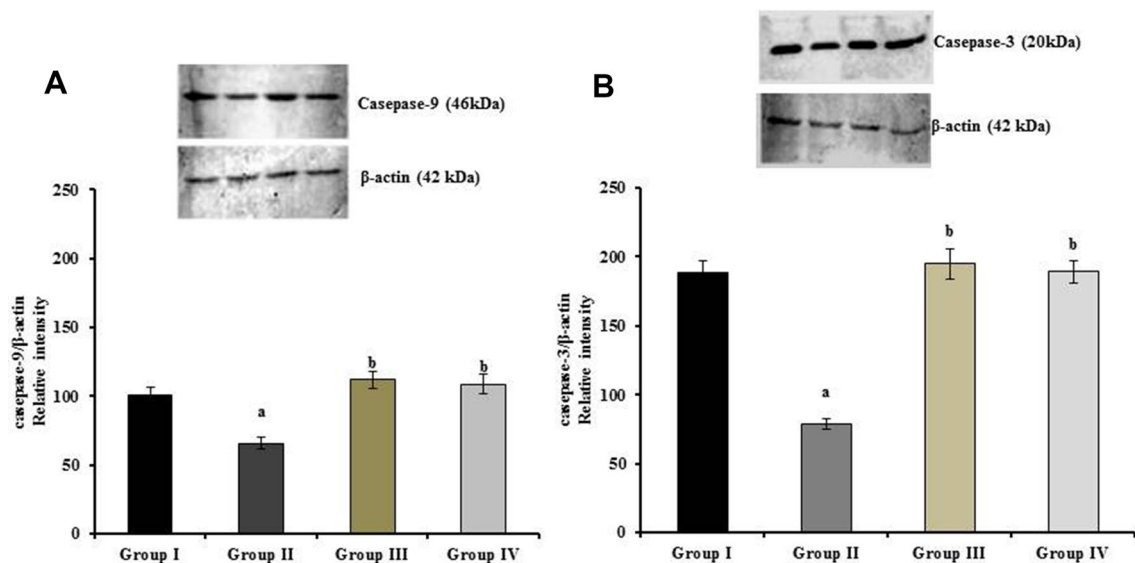 A
Casepase-9 (46kDa)
β-actin (42 kDa)
250
200
150
100
50
0
casepase-9/β-actin
Relative intensity
a
b
b
Group I
Group II
Group III
Group IV
B
Casepase-3 (20kDa)
β-actin (42 kDa)
250
200
150
100
50
0
casepase-3/β-actin
Relative intensity
a
b
b
Group I
Group II
Group III
Group IV